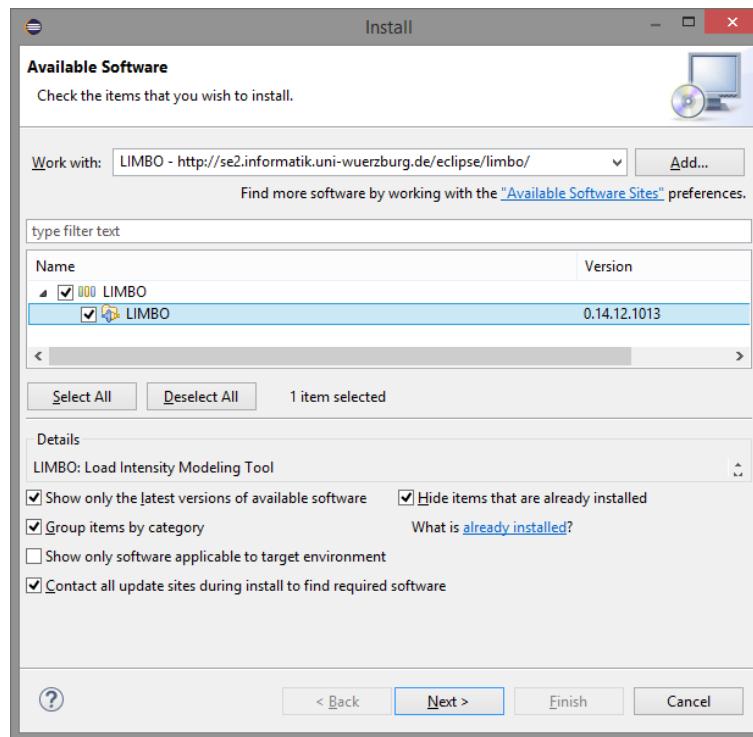 Install
Available Software
Check the items that you wish to install.
Work with: LIMBO - http://se2.informatik.uni-wuerzburg.de/eclipse/limbo/ Add...
Find more software by working with the "Available Software Sites" preferences.
type filter text
Name Version
LIMBO
LIMBO 0.14.12.1013
Select All Deselect All 1 item selected
Details
LIMBO: Load Intensity Modeling Tool
Show only the latest versions of available software Hide items that are already installed
Group items by category What is already installed?
Show only software applicable to target environment
Contact all update sites during install to find required software
? < Back Next > Finish Cancel